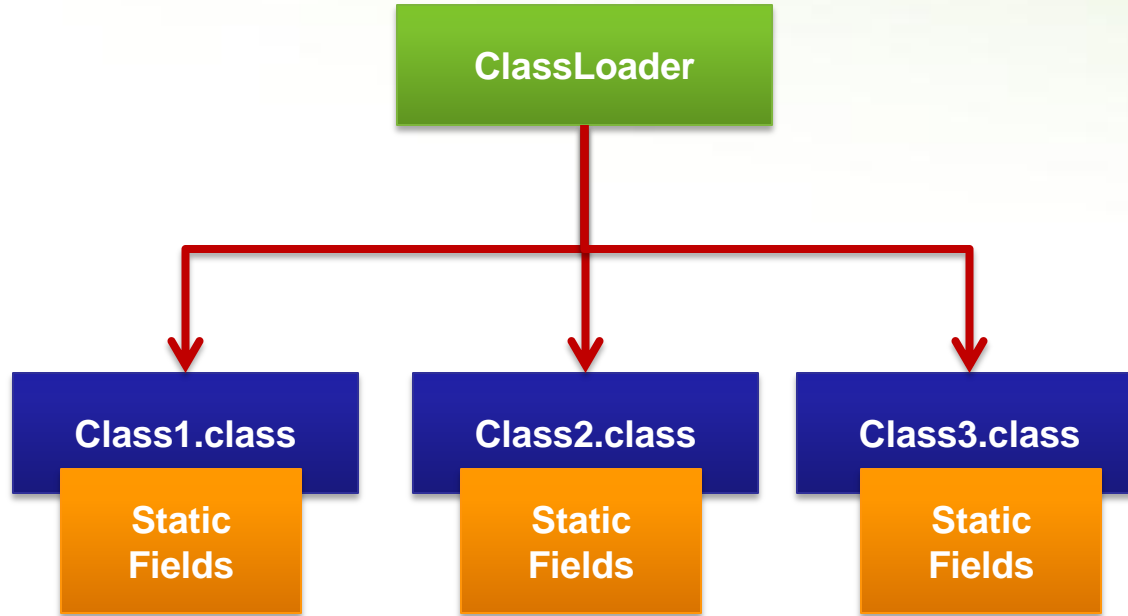 ClassLoader
Class1.class
Static
Fields
Class2.class
Static
Fields
Class3.class
Static
Fields